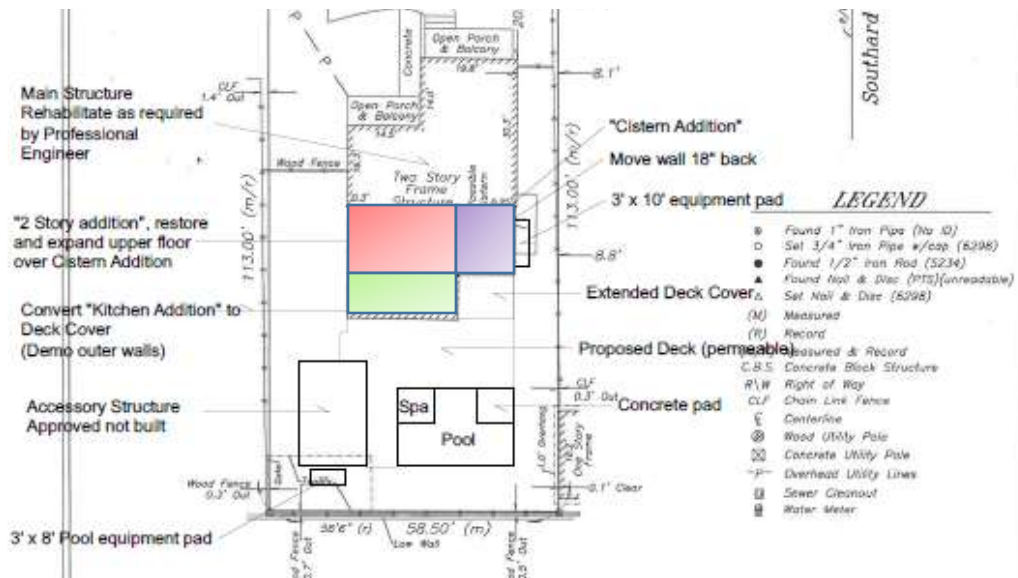 Southard
Concrete
P
P
Open Porch
& Balcony
19.8'
8.1'
CLF
1.4' Out
Main Structure
Rehabilitate as required
by Professional
Engineer
Open Porch
& Balcony
14.5'
"Cistern Addition"
Move wall 18" back
3' x 10' equipment pad
Wood Fence
Two Story
Frame
Structure
0.3'
113.00' (m/r)
113.00' (m/r)
"2 Story addition", restore
and expand upper floor
over Cistern Addition
8.8'
Extended Deck Cover
Convert "Kitchen Addition" to
Deck Cover
(Demo outer walls)
Proposed Deck (permeable)
CLF
0.3' Out
Accessory Structure
Approved not built
Spa
Pool
Concrete pad
1.0' Overhang
One Story
Frame
Wood Fence
0.3' Out
0.1' Clear
3' x 8' Pool equipment pad
58.50' (m)
Low Wall
LEGEND
Found 1" Iron Pipe (No ID)
Set 3/4" Iron Pipe w/cap (6298)
Found 1/2" Iron Rod (5234)
Found Nail & Disc (PTS)(unreadable)
Set Nail & Disc (6298)
(M) Measured
(R) Record
Measured & Record
C.B.S. Concrete Block Structure
R\W Right of Way
CLF Chain Link Fence
Centerline
Wood Utility Pole
Concrete Utility Pole
-P- Overhead Utility Lines
Sewer Cleanout
Water Meter